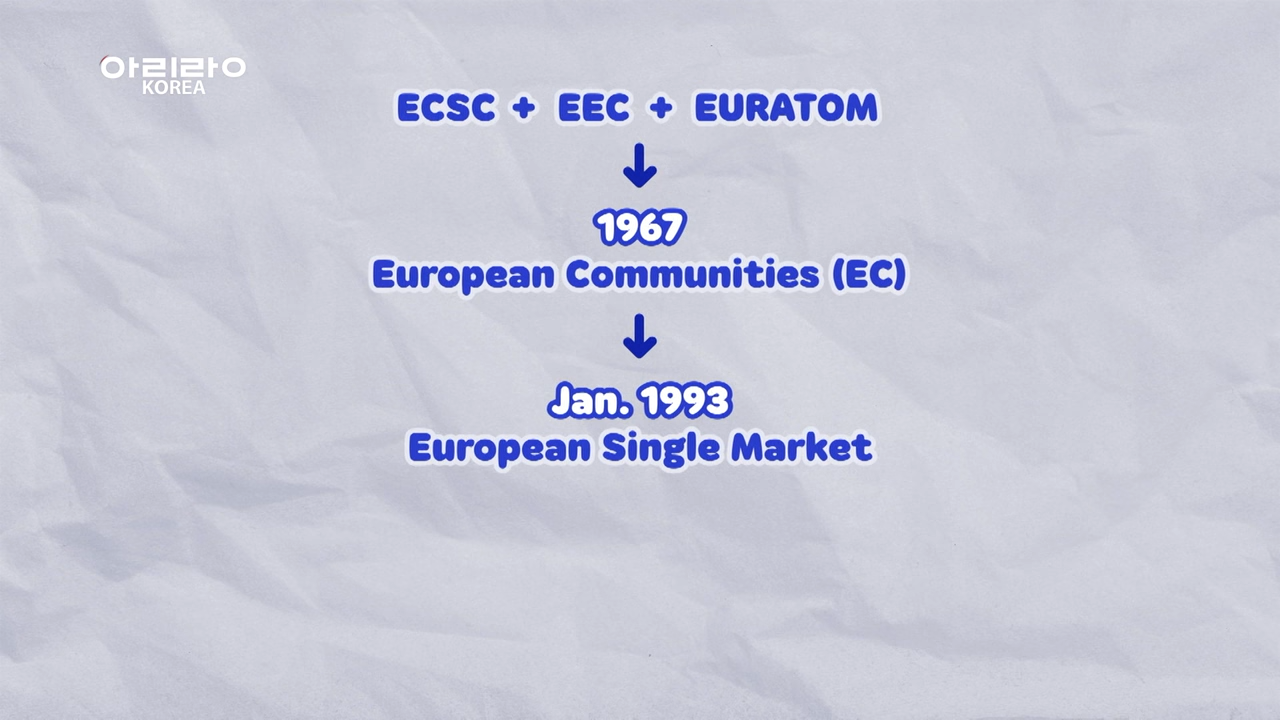 아리랑
KOREA
ECSC + EEC + EURATOM
1967
European Communities (EC)
Jan. 1993
European Single Market